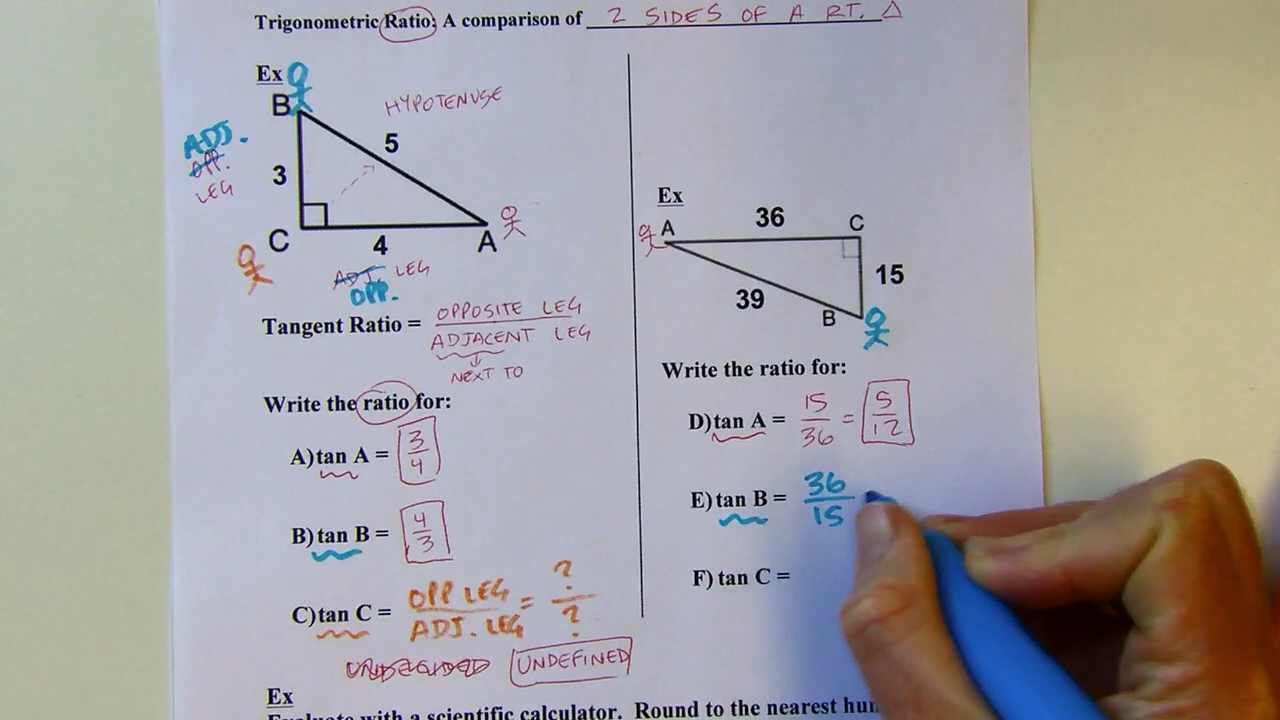 Trigonometric Ratio: A comparison of 2 SIDES OF A RT. △
Ex
B
HYPOTENUSE
ADJ.
OPP.
LEG
5
3
C
4
A
ADJ. LEG
OPP.
Tangent Ratio = OPPOSITE LEG
ADJACENT LEG
NEXT TO
Write the ratio for:
A) tan A = 3/4
B) tan B = 4/3
C) tan C = OPP LEG / ADJ. LEG = ? / ?
UNDEFINED
Ex
A
36
C
15
39
B
Write the ratio for:
D) tan A = 15/36 = 5/12
E) tan B = 36/15
F) tan C =
Ex
Evaluate with a scientific calculator. Round to the nearest